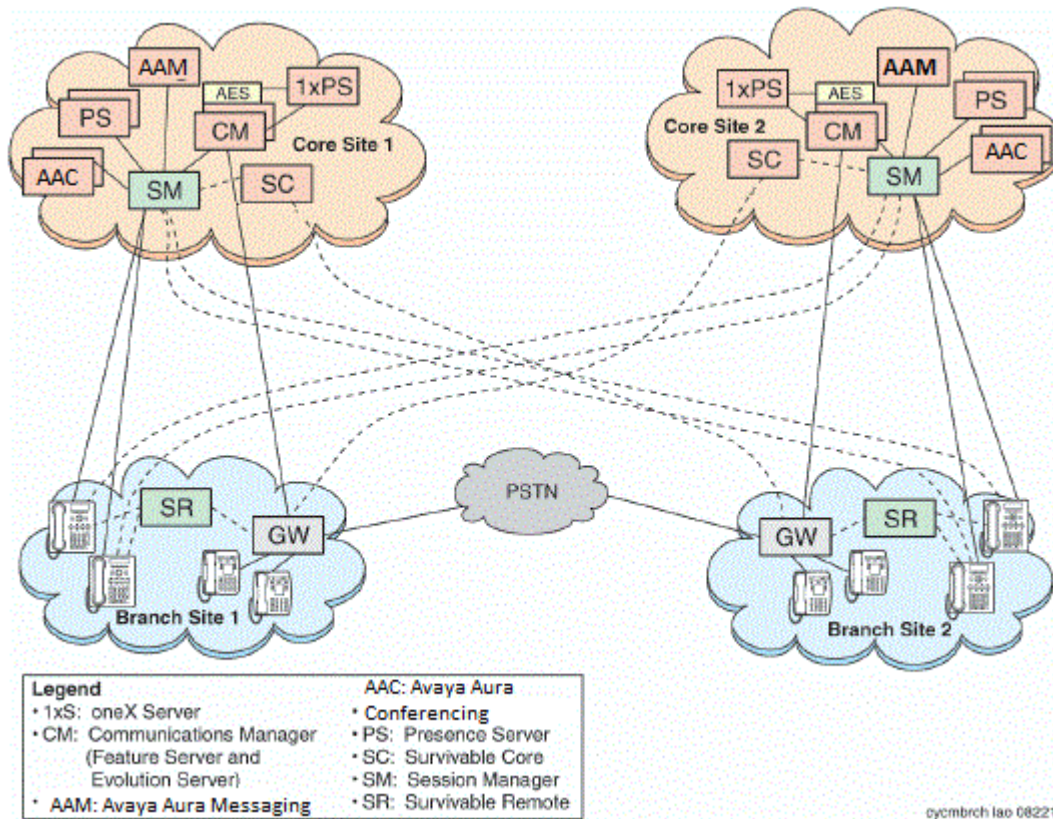 AAM
AES
1xPS
PS
CM
Core Site 1
AAC
SM
SC
AAM
1xPS
AES
PS
Core Site 2
CM
SC
SM
AAC
PSTN
SR
GW
Branch Site 1
GW
SR
Branch Site 2
Legend
• 1xS: oneX Server
• CM: Communications Manager
(Feature Server and
Evolution Server)
• AAM: Avaya Aura Messaging
AAC: Avaya Aura
• Conferencing
• PS: Presence Server
• SC: Survivable Core
• SM: Session Manager
• SR: Survivable Remote
lao